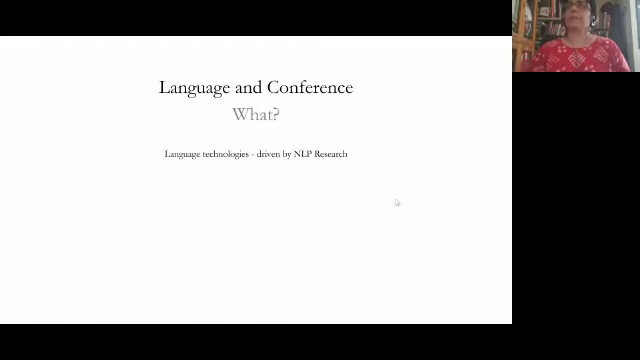 Language and Conference
What?
Language technologies - driven by NLP Research